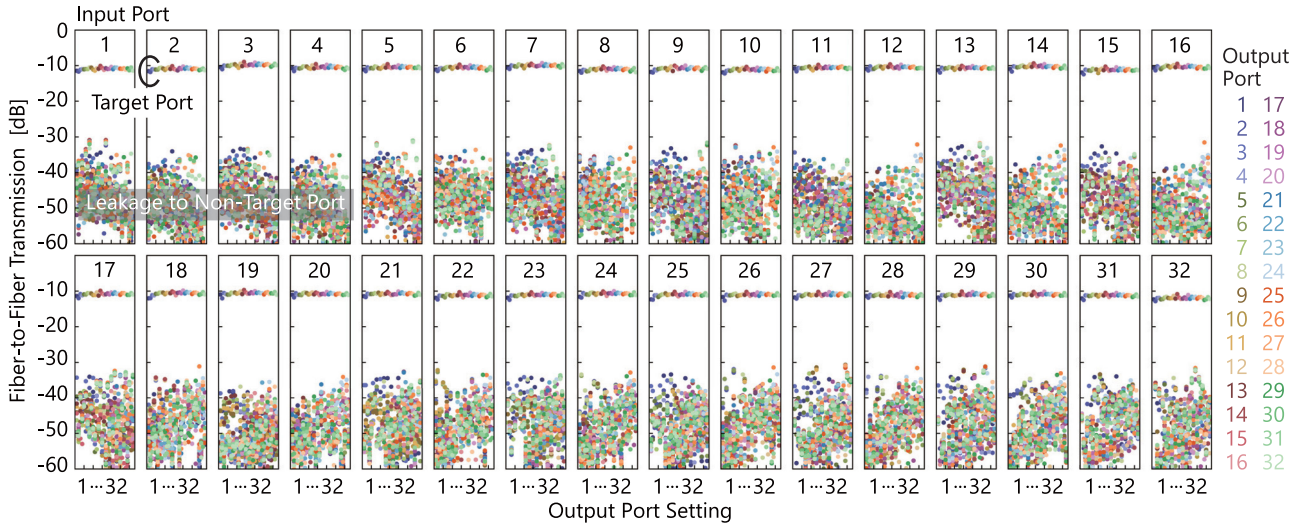 Input Port
Fiber-to-Fiber Transmission [dB]
0
-10
-20
-30
-40
-50
-60
1 2 3 4 5 6 7 8 9 10 11 12 13 14 15 16
Target Port
Leakage to Non-Target Port
-10
-20
-30
-40
-50
-60
17 18 19 20 21 22 23 24 25 26 27 28 29 30 31 32
1···32 1···32 1···32 1···32 1···32 1···32 1···32 1···32 1···32 1···32 1···32 1···32 1···32 1···32 1···32 1···32
Output Port Setting
Output
Port
1 17
2 18
3 19
4 20
5 21
6 22
7 23
8 24
9 25
10 26
11 27
12 28
13 29
14 30
15 31
16 32